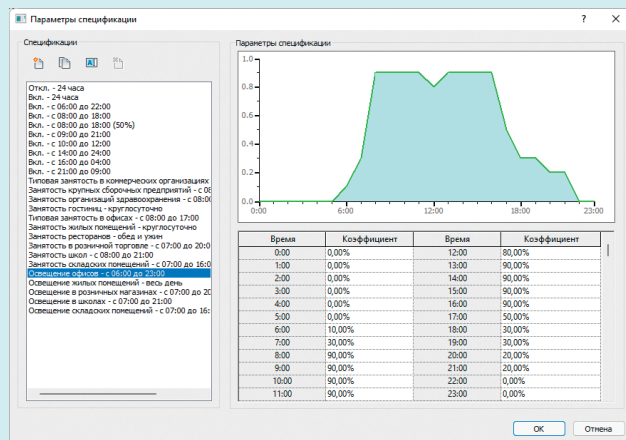 Параметры спецификации
?
Спецификации
Откл. - 24 часа
Вкл. - 24 часа
Вкл. - с 06:00 до 22:00
Вкл. - с 08:00 до 18:00
Вкл. - с 08:00 до 18:00 (50%)
Вкл. - с 09:00 до 21:00
Вкл. - с 10:00 до 12:00
Вкл. - с 14:00 до 24:00
Вкл. - с 16:00 до 04:00
Вкл. - с 21:00 до 09:00
Типовая занятость в коммерческих организациях
Занятость крупных сборочных предприятий - с 08
Занятость организаций здравоохранения - с 08:00
Занятость гостиниц - круглосуточно
Типовая занятость в офисах - с 08:00 до 17:00
Занятость жилых помещений - круглосуточно
Занятость ресторанов - обед и ужин
Занятость в розничной торговле - с 07:00 до 20:0
Занятость школ - с 08:00 до 21:00
Занятость складских помещений - с 07:00 до 16:0
Освещение офисов - с 06:00 до 23:00
Освещение жилых помещений - весь день
Освещение в розничных магазинах - с 07:00 до 20
Освещение в школах - с 07:00 до 21:00
Освещение складских помещений - с 07:00 до 16:
Параметры спецификации
1.0
0.8
0.6
0.4
0.2
0.0
0:00 6:00 12:00 18:00 23:00
Время Коэффициент Время Коэффициент
0:00 0,00% 12:00 80,00%
1:00 0,00% 13:00 90,00%
2:00 0,00% 14:00 90,00%
3:00 0,00% 15:00 90,00%
4:00 0,00% 16:00 90,00%
5:00 0,00% 17:00 50,00%
6:00 10,00% 18:00 30,00%
7:00 30,00% 19:00 30,00%
8:00 90,00% 20:00 20,00%
9:00 90,00% 21:00 20,00%
10:00 90,00% 22:00 0,00%
11:00 90,00% 23:00 0,00%
OK Отмена